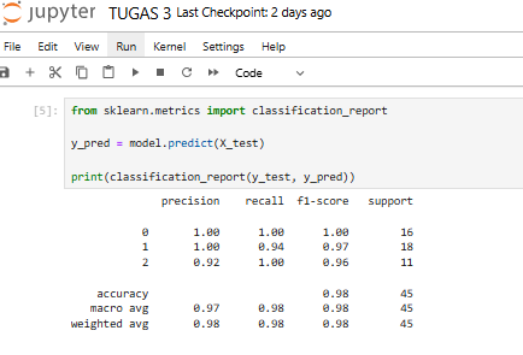 jupyter TUGAS 3 Last Checkpoint: 2 days ago
File Edit View Run Kernel Settings Help
Code
[5]: from sklearn.metrics import classification_report
y_pred = model.predict(X_test)
print(classification_report(y_test, y_pred))
precision recall f1-score support
0 1.00 1.00 1.00 16
1 1.00 0.94 0.97 18
2 0.92 1.00 0.96 11
accuracy 0.98 45
macro avg 0.97 0.98 0.98 45
weighted avg 0.98 0.98 0.98 45